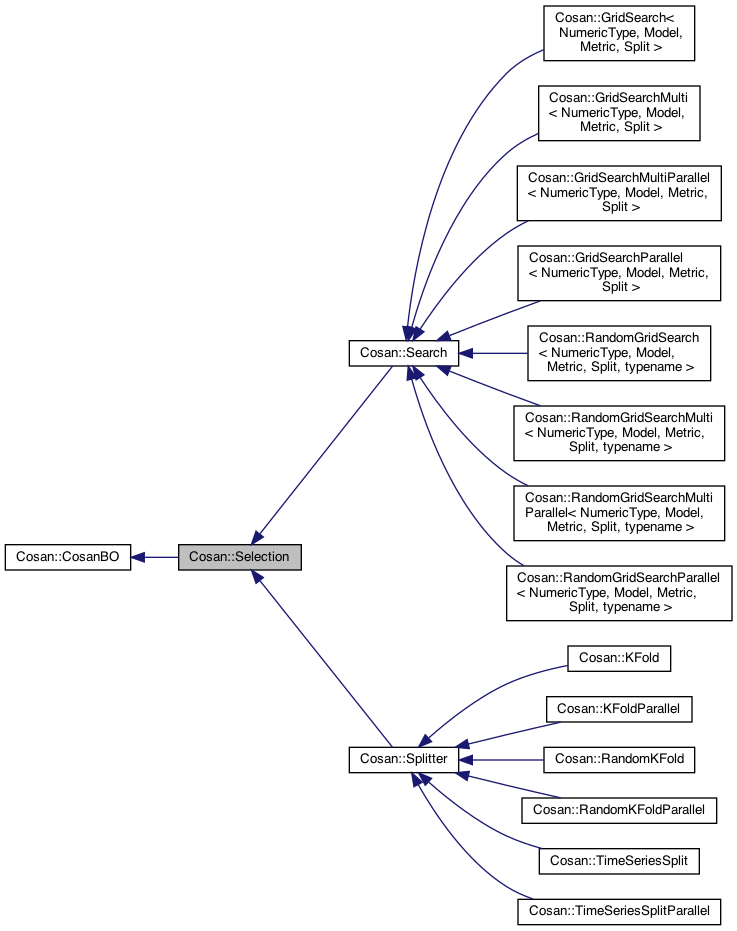 Cosan::GridSearch<
NumericType, Model,
Metric, Split >
Cosan::GridSearchMulti
< NumericType, Model,
Metric, Split >
Cosan::GridSearchMultiParallel
< NumericType, Model, Metric,
Split >
Cosan::GridSearchParallel
< NumericType, Model, Metric,
Split >
Cosan::Search
Cosan::RandomGridSearch
< NumericType, Model,
Metric, Split, typename >
Cosan::RandomGridSearchMulti
< NumericType, Model, Metric,
Split, typename >
Cosan::RandomGridSearchMulti
Parallel< NumericType, Model,
Metric, Split, typename >
Cosan::CosanBO
Cosan::Selection
Cosan::RandomGridSearchParallel
< NumericType, Model, Metric,
Split, typename >
Cosan::KFold
Cosan::KFoldParallel
Cosan::Splitter
Cosan::RandomKFold
Cosan::RandomKFoldParallel
Cosan::TimeSeriesSplit
Cosan::TimeSeriesSplitParallel